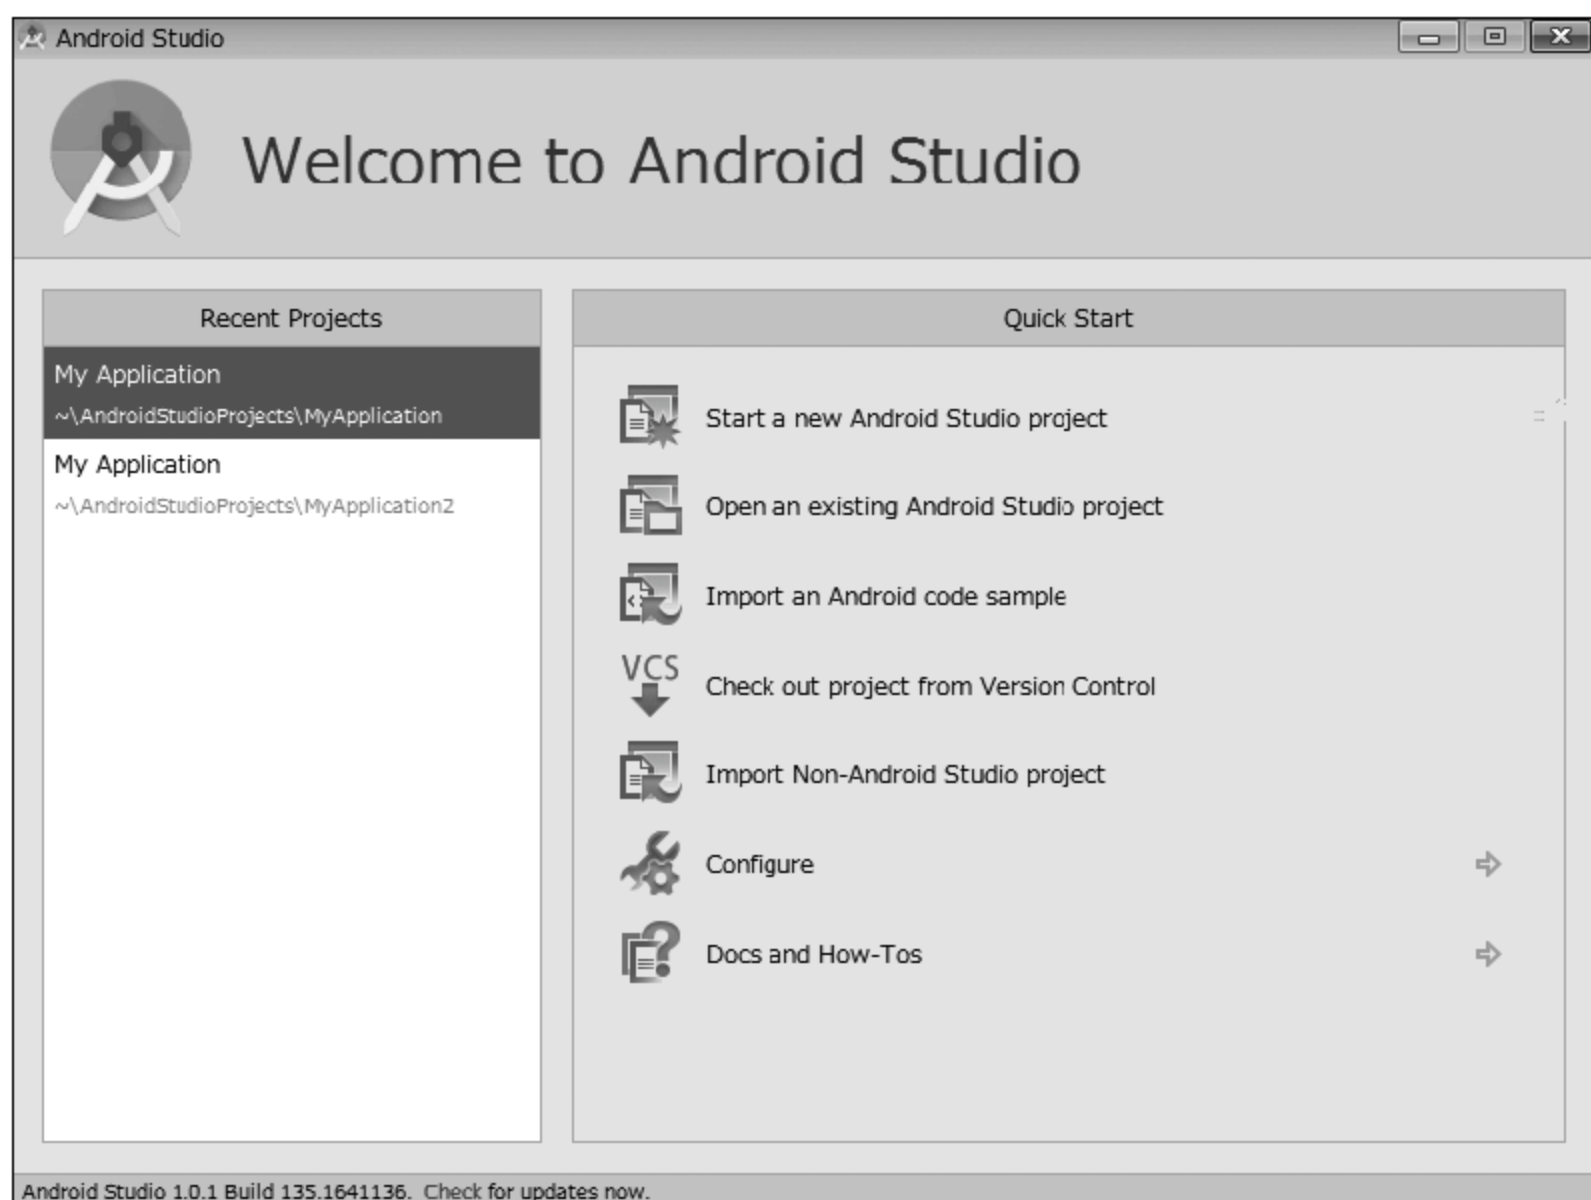 Android Studio
Welcome to Android Studio
Recent Projects
My Application
~\AndroidStudioProjects\MyApplication
My Application
~\AndroidStudioProjects\MyApplication2
Quick Start
Start a new Android Studio project
Open an existing Android Studio project
Import an Android code sample
VCS
Check out project from Version Control
Import Non-Android Studio project
Configure
Docs and How-Tos
Android Studio 1.0.1 Build 135.1641136. Check for updates now.